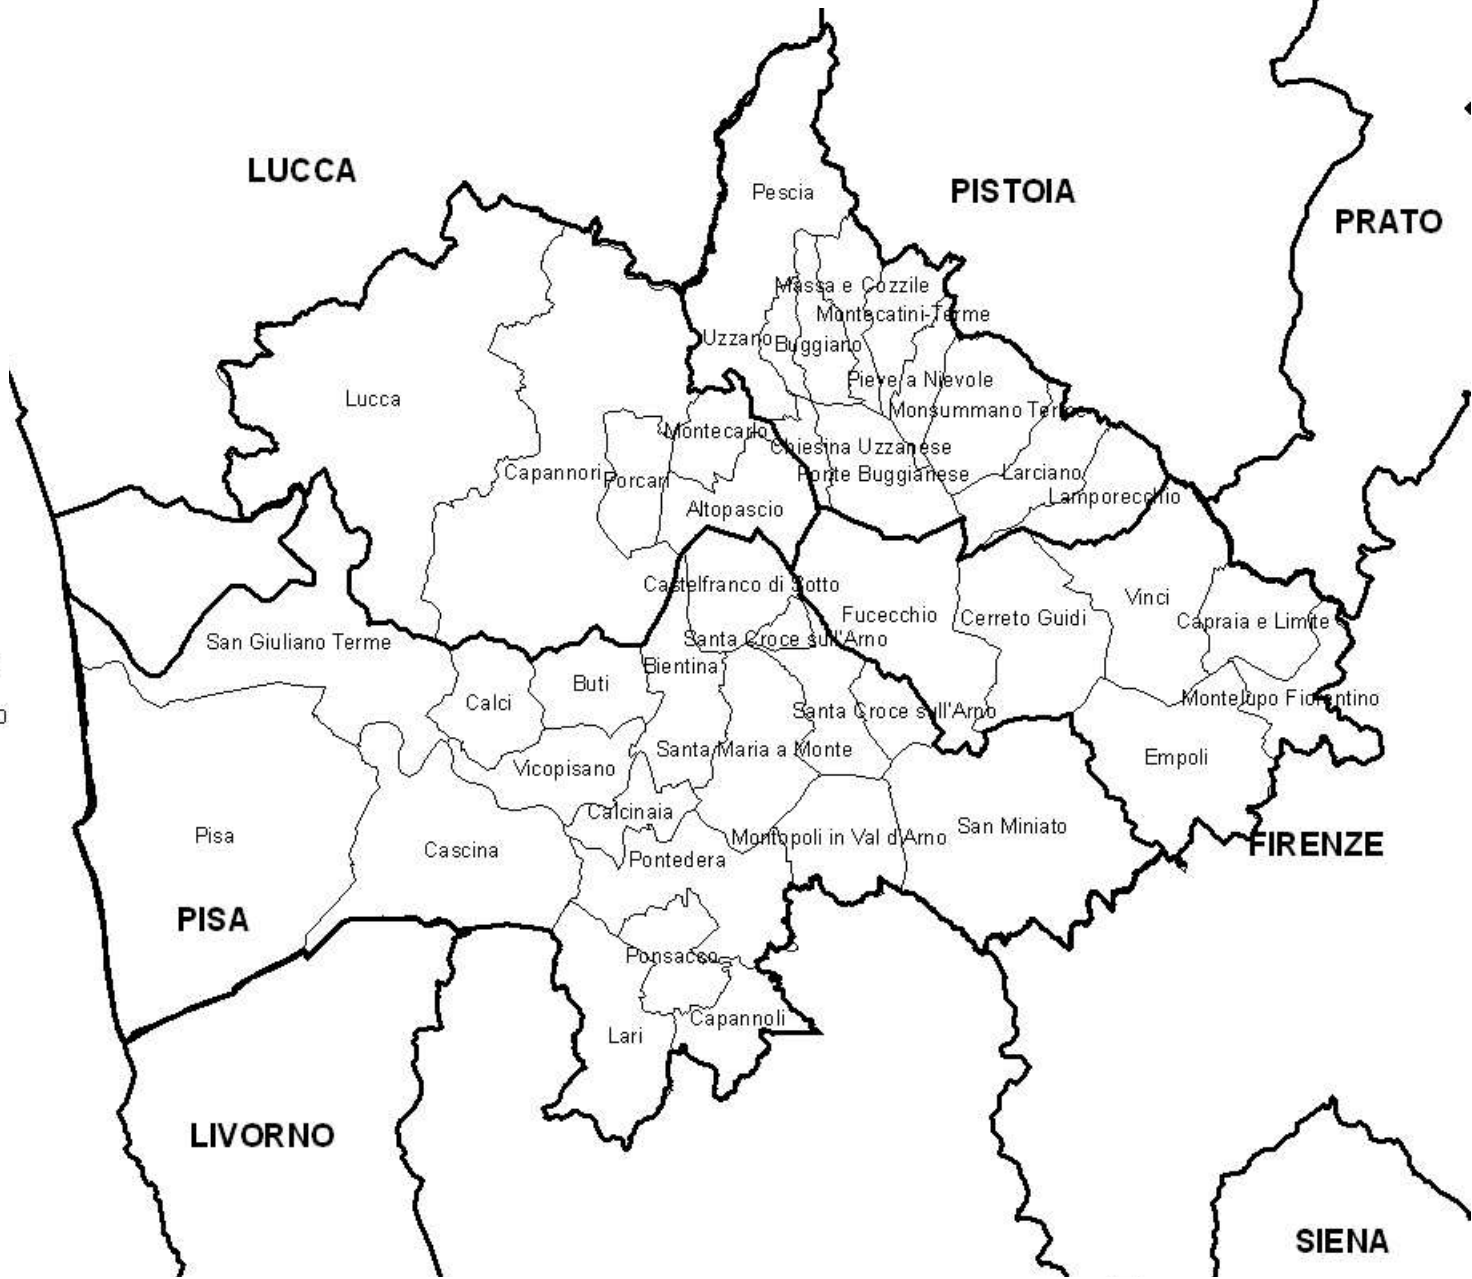 LUCCA
Pescia
PISTOIA
PRATO
Massa e Cozzile
Montecatini-Terme
Uzzano
Buggiano
Pieve a Nievole
Lucca
Monsummano Terme
Montecarlo
Chiesina Uzzanese
Capannori
Porcari
Ponte Buggianese
Larciano
Lamporecchio
Altopascio
Castelfranco di Sotto
Vinci
Fucecchio
Cerreto Guidi
Capraia e Limite
San Giuliano Terme
Santa Croce sull'Arno
Bientina
Buti
Calci
Montelupo Fiorentino
Santa Croce sull'Arno
Santa Maria a Monte
Empoli
Vicopisano
Calcinaia
San Miniato
Pisa
Montopoli in Val d'Arno
FIRENZE
Cascina
Pontedera
PISA
Ponsacco
Capannoli
Lari
LIVORNO
SIENA